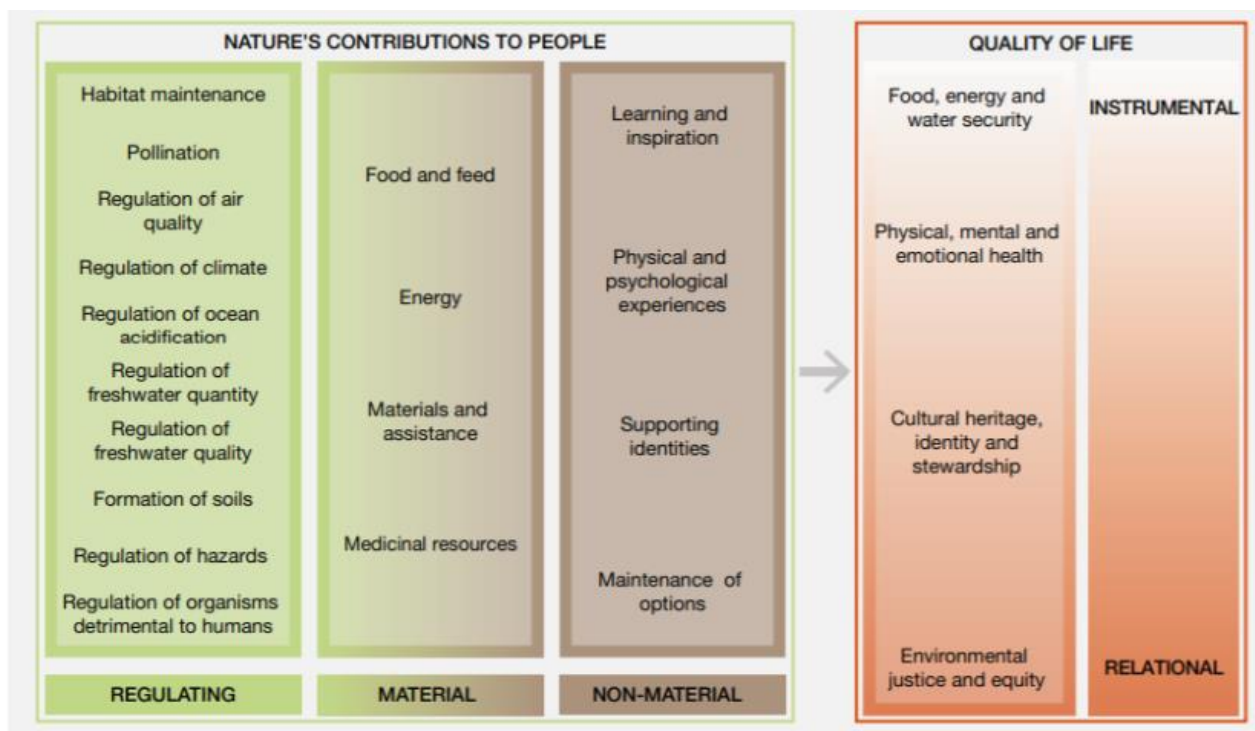 NATURE'S CONTRIBUTIONS TO PEOPLE
Habitat maintenance
Pollination
Regulation of air
quality
Regulation of climate
Regulation of ocean
acidification
Regulation of
freshwater quantity
Regulation of
freshwater quality
Formation of soils
Regulation of hazards
Regulation of organisms
detrimental to humans
REGULATING
Food and feed
Energy
Materials and
assistance
Medicinal resources
MATERIAL
Learning and
inspiration
Physical and
psychological
experiences
Supporting
identities
Maintenance of
options
NON-MATERIAL
QUALITY OF LIFE
Food, energy and
water security
Physical, mental and
emotional health
Cultural heritage,
identity and
stewardship
Environmental
justice and equity
INSTRUMENTAL
RELATIONAL